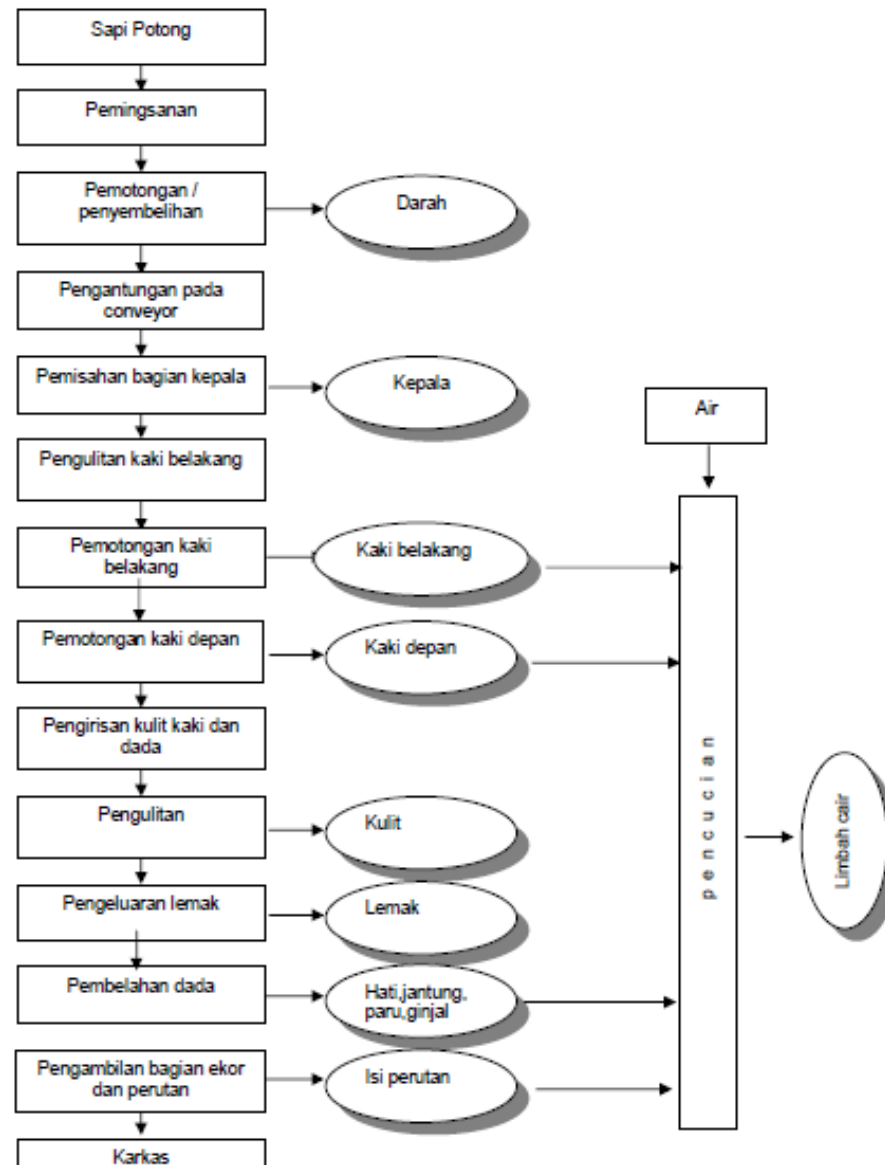 Sapi Potong
Pemingsanan
Pemotongan /
penyembelihan
Darah
Pengantungan pada
conveyor
Pemisahan bagian kepala
Kepala
Air
Pengulitan kaki belakang
Pemotongan kaki
belakang
Kaki belakang
Pemotongan kaki depan
Kaki depan
Pengirisan kulit kaki dan
dada
pencucian
Limbah cair
Pengulitan
Kulit
Pengeluaran lemak
Lemak
Pembelahan dada
Hati,jantung,
paru,ginjal
Pengambilan bagian ekor
dan perutan
Isi perutan
Karkas